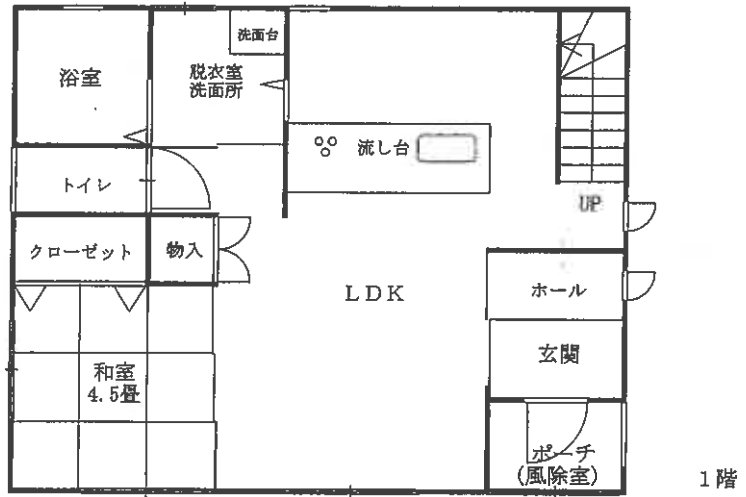 洗面台
浴室
脱衣室
洗面所
流し台
トイレ
UP
クローゼット
物入
LDK
ホール
玄関
和室
4.5畳
ポーチ
(風除室)
1階